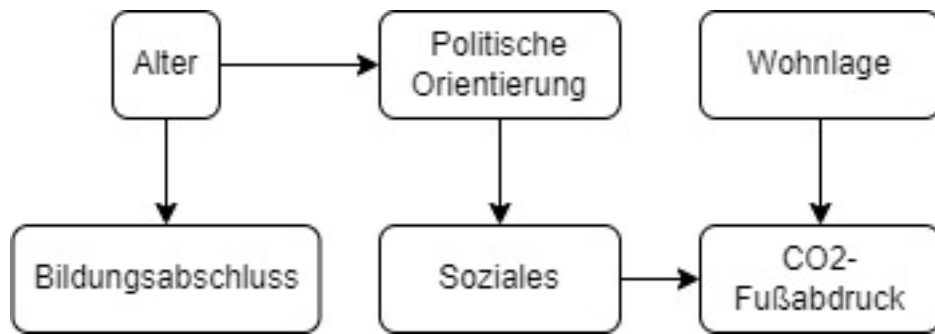 Alter
Politische
Orientierung
Wohnlage
Bildungsabschluss
Soziales
CO2-
Fußabdruck